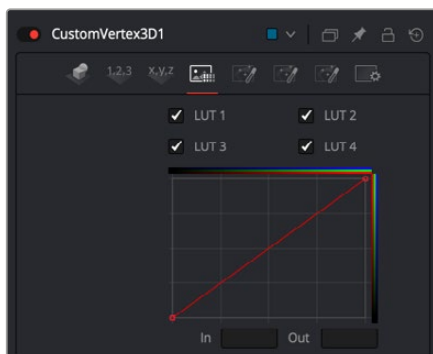 CustomVertex3D1
1,2,3 x,y,z
LUT 1 LUT 2
LUT 3 LUT 4
In Out